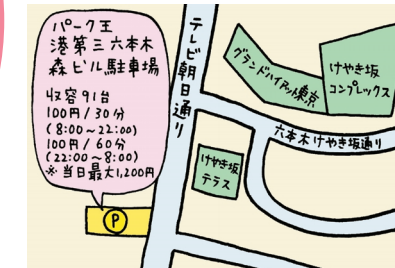 パーク王
港第三六本木
森ビル駐車場
収容91台
100円/30分
(8:00～22:00)
100円/60分
(22:00～8:00)
※当日最大1,200円
P
テレビ朝日通り
グランドハイアット東京
けやき坂
コンプレックス
六本木けやき坂通り
けやき坂
テラス